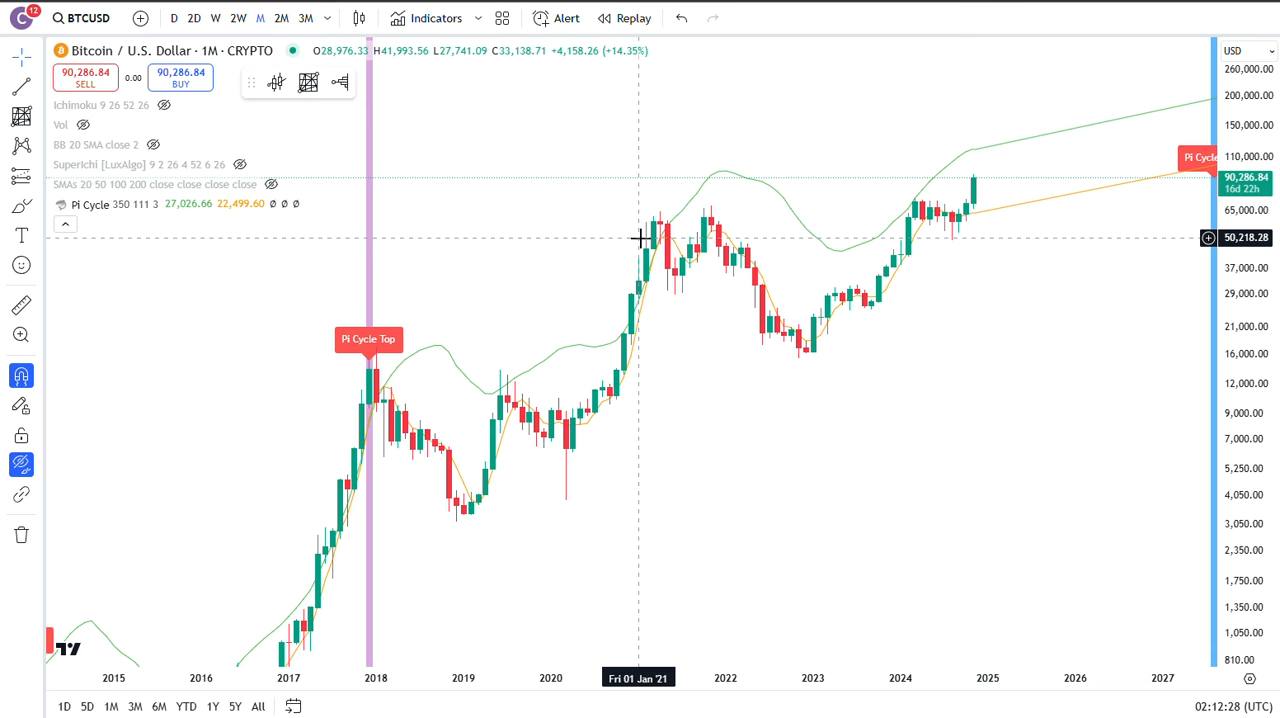 C 12 BTCUSD D 2D W 2W M 2M 3M Indicators Alert Replay
Bitcoin / U.S. Dollar · 1M · CRYPTO O28,976.33 H41,993.56 L27,741.09 C33,138.71 +4,158.26 (+14.35%) USD
90,286.84 SELL 0.00 90,286.84 BUY
Ichimoku 9 26 52 26
Vol
BB 20 SMA close 2
SuperIchi [LuxAlgo] 9 2 26 4 52 6 26
SMAs 20 50 100 200 close close close close
Pi Cycle 350 111 3 27,026.66 22,499.60 Ø Ø Ø
Pi Cycle Top
Pi Cycle
260,000.00
200,000.00
150,000.00
110,000.00
90,286.84
16d 22h
65,000.00
50,218.28
37,000.00
29,000.00
21,000.00
16,000.00
12,000.00
9,000.00
7,000.00
5,250.00
4,050.00
3,050.00
2,350.00
1,750.00
1,350.00
1,050.00
810.00
2015 2016 2017 2018 2019 2020 Fri 01 Jan '21 2022 2023 2024 2025 2026 2027
1D 5D 1M 3M 6M YTD 1Y 5Y All 02:12:28 (UTC)